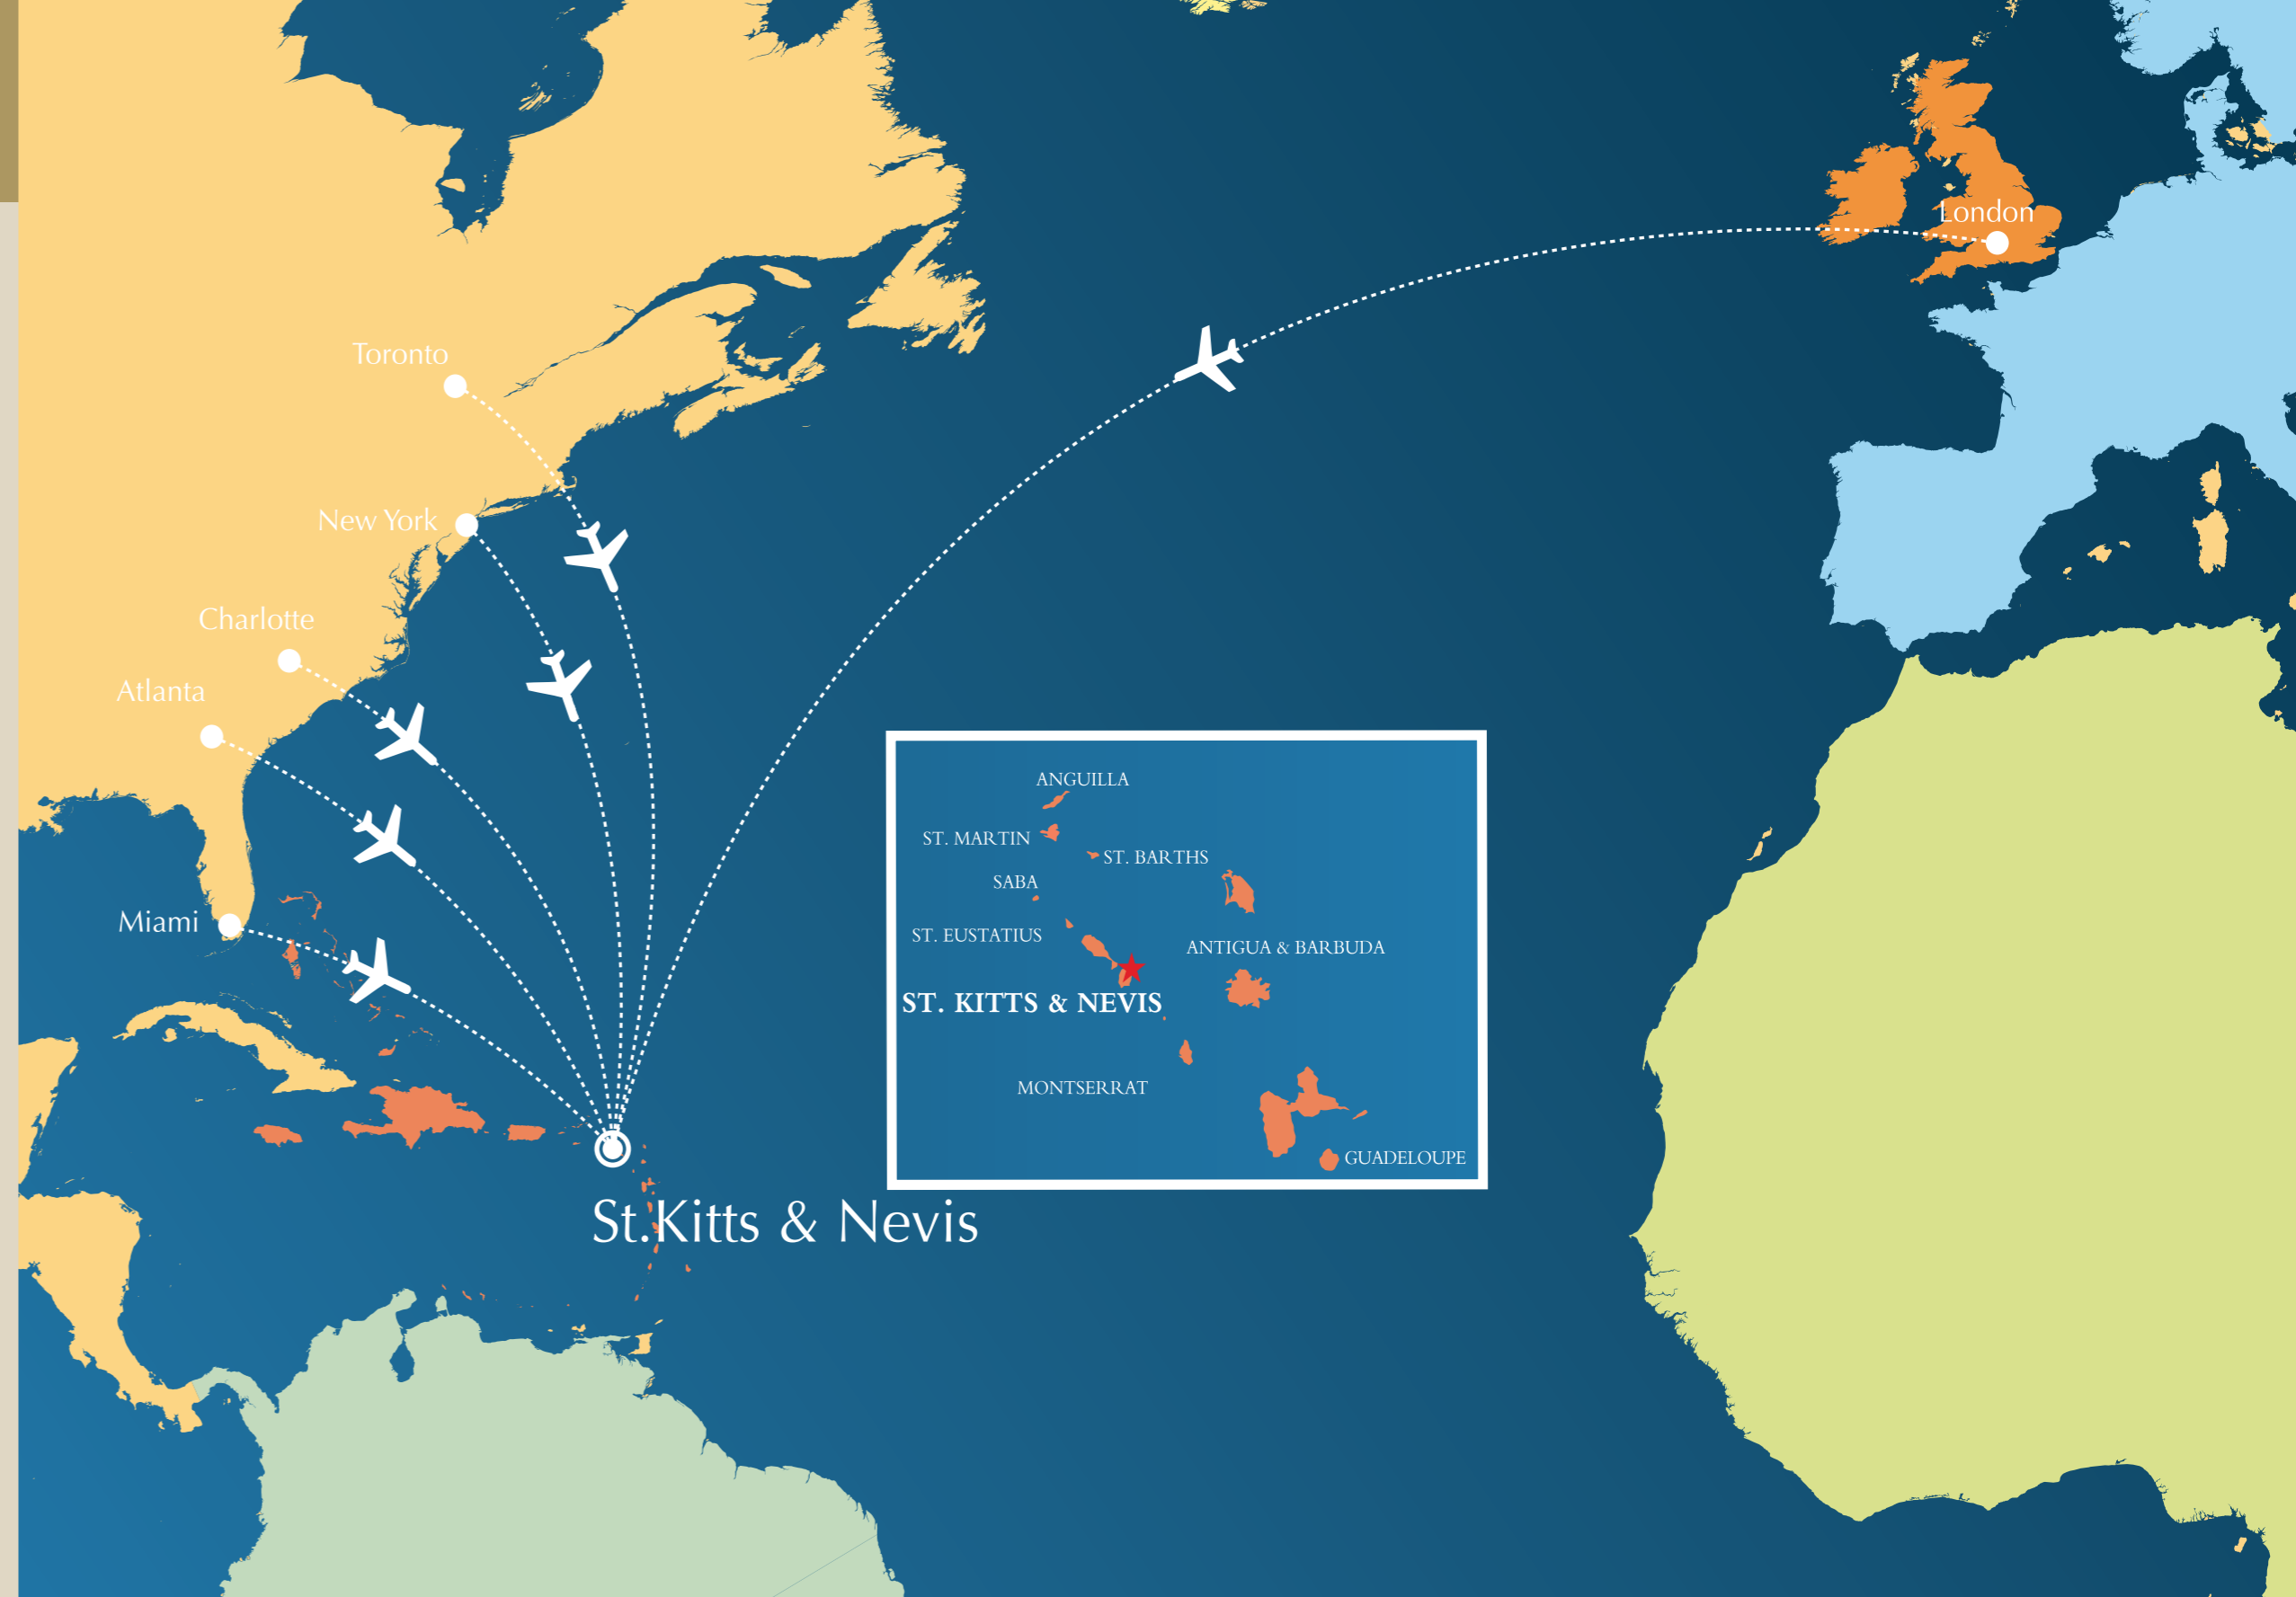 London
Toronto
New York
Charlotte
Atlanta
Miami
ANGUILLA
ST. MARTIN
ST. BARTHS
SABA
ST. EUSTATIUS
ANTIGUA & BARBUDA
ST. KITTS & NEVIS
MONTSERRAT
GUADELOUPE
St.Kitts & Nevis